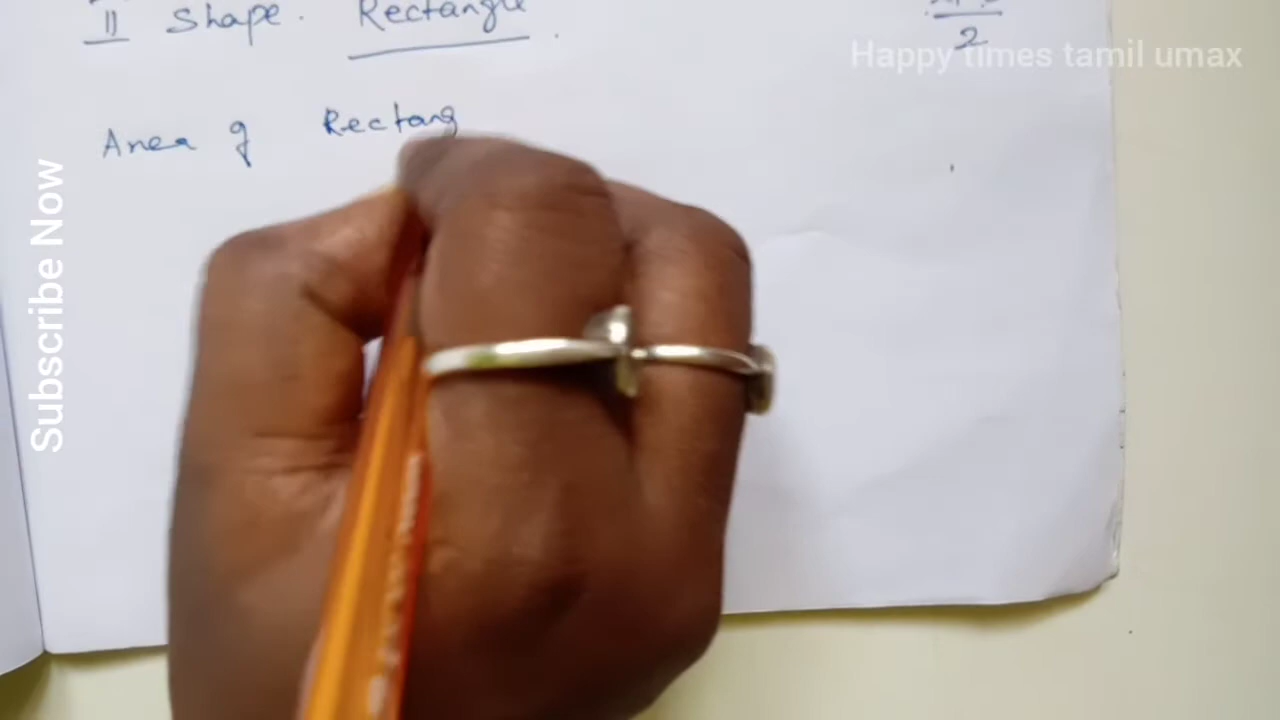 II Shape. Rectangle.
2
Happy times tamil umax
Area of Rectang
Subscribe Now